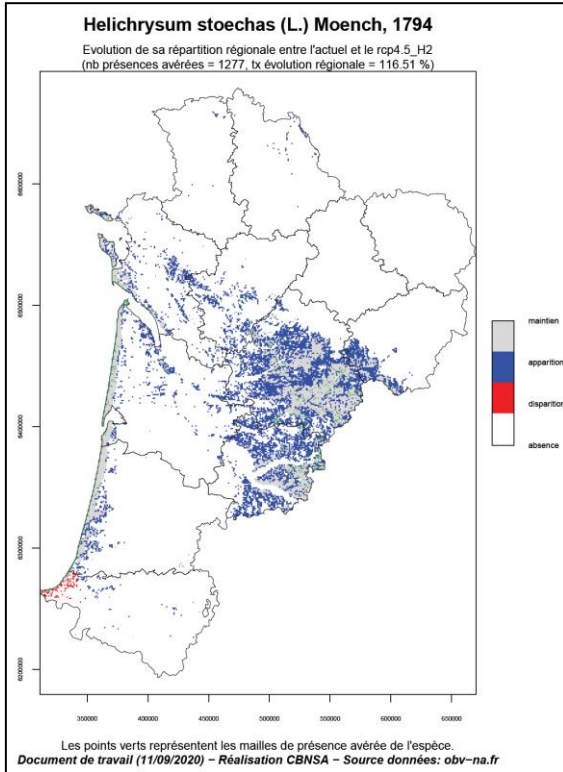 Helichrysum stoechas (L.) Moench, 1794
Evolution de sa répartition régionale entre l'actuel et le rcp4.5_H2
(nb présences avérées = 1277, tx évolution régionale = 116.51 %)
6600000
6500000
6400000
6300000
6200000
maintien
apparition
disparition
absence
350000 400000 450000 500000 550000 600000 650000
Les points verts représentent les mailles de présence avérée de l'espèce.
Document de travail (11/09/2020) − Réalisation CBNSA − Source données: obv−na.fr